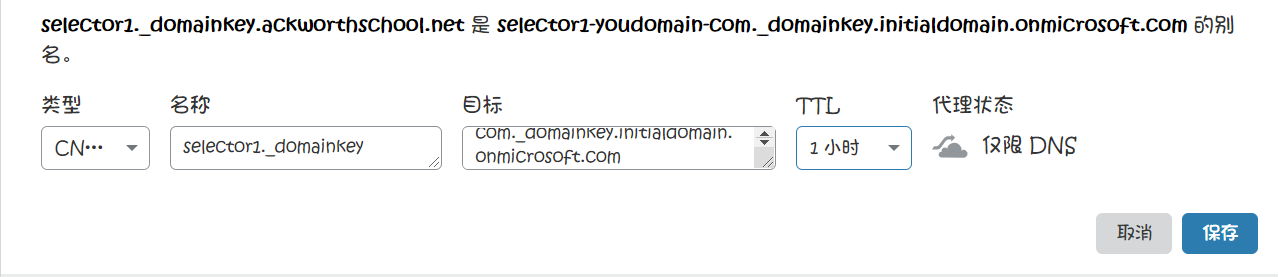 selector1._domainkey.ackworthschool.net 是 selector1-youdomain-com._domainkey.initialdomain.onmicrosoft.com 的别
名。
类型 名称 目标 TTL 代理状态
CN… selector1._domainkey com._domainkey.initialdomain. 1 小时 仅限 DNS
onmicrosoft.com
取消 保存